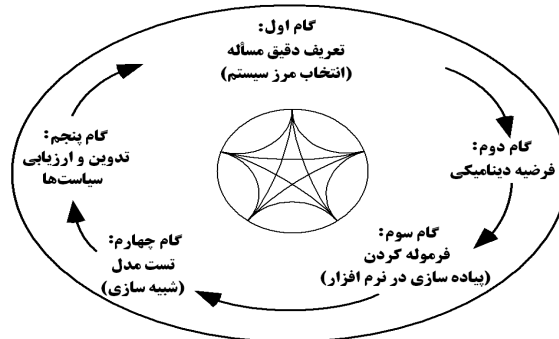 گام اول:
تعریف دقیق مسأله
(انتخاب مرز سیستم)
گام دوم:
فرضیه دینامیکی
گام سوم:
فرموله کردن
(پیاده سازی در نرم افزار)
گام چهارم:
تست مدل
(شبیه سازی)
گام پنجم:
تدوین و ارزیابی
سیاست‌ها